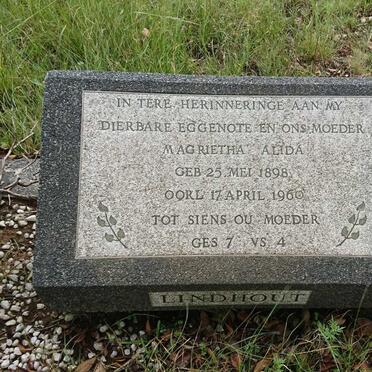 IN TERE HERINNERINGE AAN MY
DIERBARE EGGENOTE EN ONS MOEDER
MAGRIETHA ALIDA
GEB 25 MEI 1898
OORL 17 APRIL 1960
TOT SIENS OU MOEDER
GES 7 VS 4
LINDHOUT